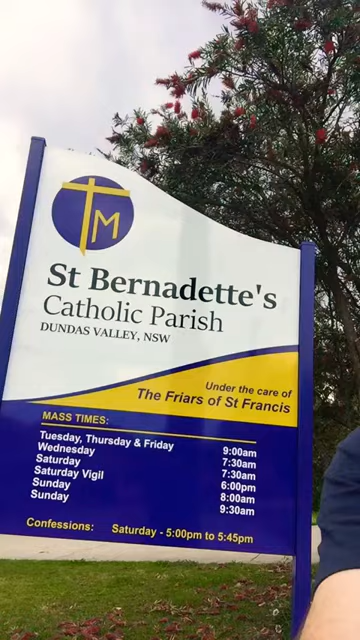 M
St Bernadette's
Catholic Parish
DUNDAS VALLEY, NSW
Under the care of
The Friars of St Francis
MASS TIMES:
Tuesday, Thursday & Friday 9:00am
Wednesday 7:30am
Saturday 7:30am
Saturday Vigil 6:00pm
Sunday 8:00am
Sunday 9:30am
Confessions: Saturday - 5:00pm to 5:45pm